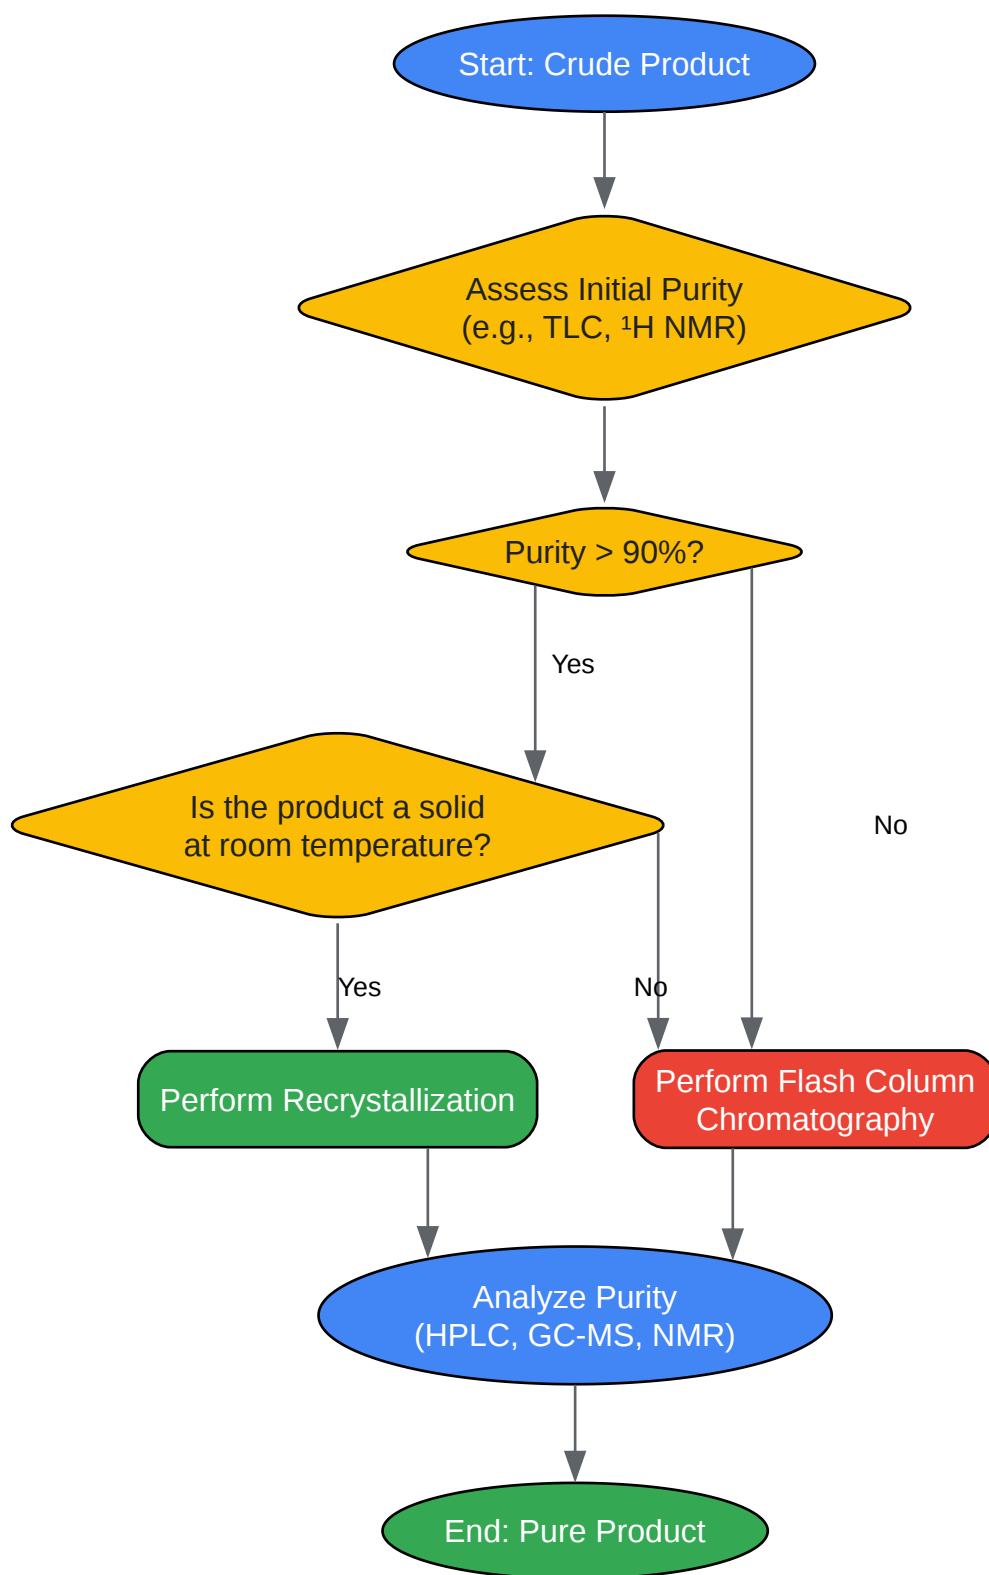 Start: Crude Product
Assess Initial Purity
(e.g., TLC, ¹H NMR)
Purity > 90%?
Yes
Is the product a solid
at room temperature?
No
Yes
No
Perform Recrystallization
Perform Flash Column
Chromatography
Analyze Purity
(HPLC, GC-MS, NMR)
End: Pure Product